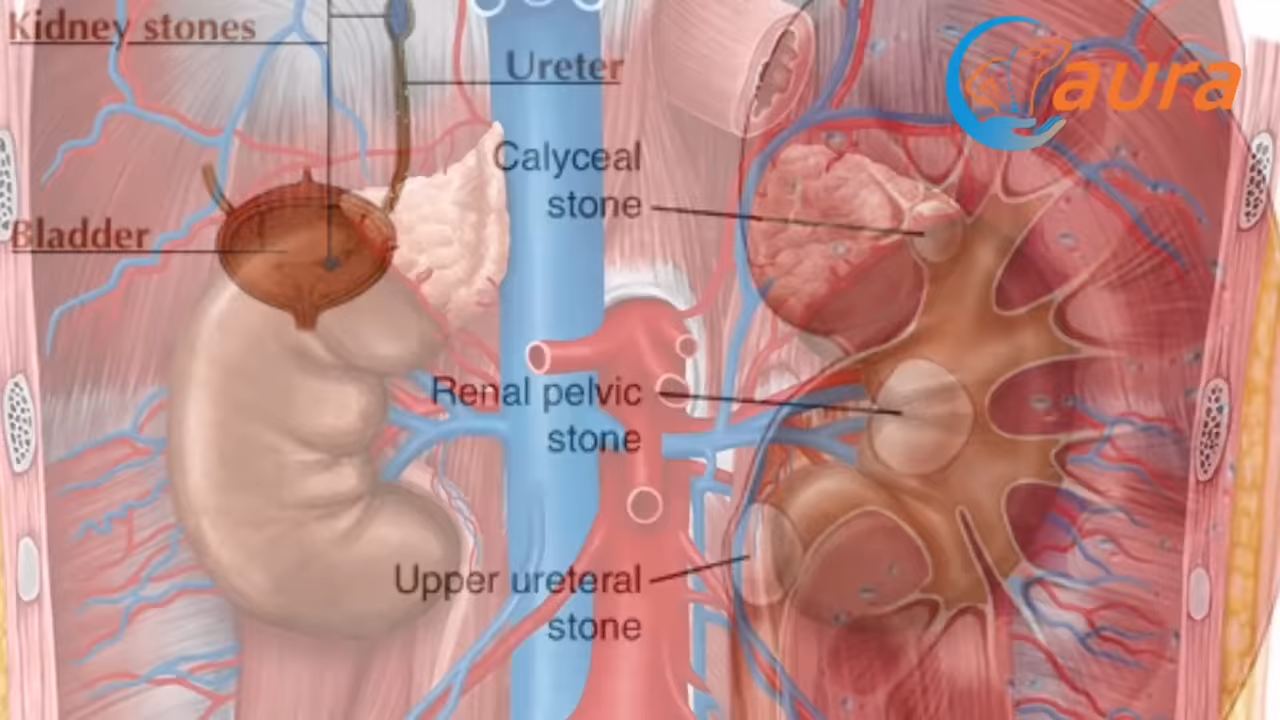 Kidney stones
Ureter
Calyceal
stone
Bladder
Renal pelvic
stone
Upper ureteral
stone
aura